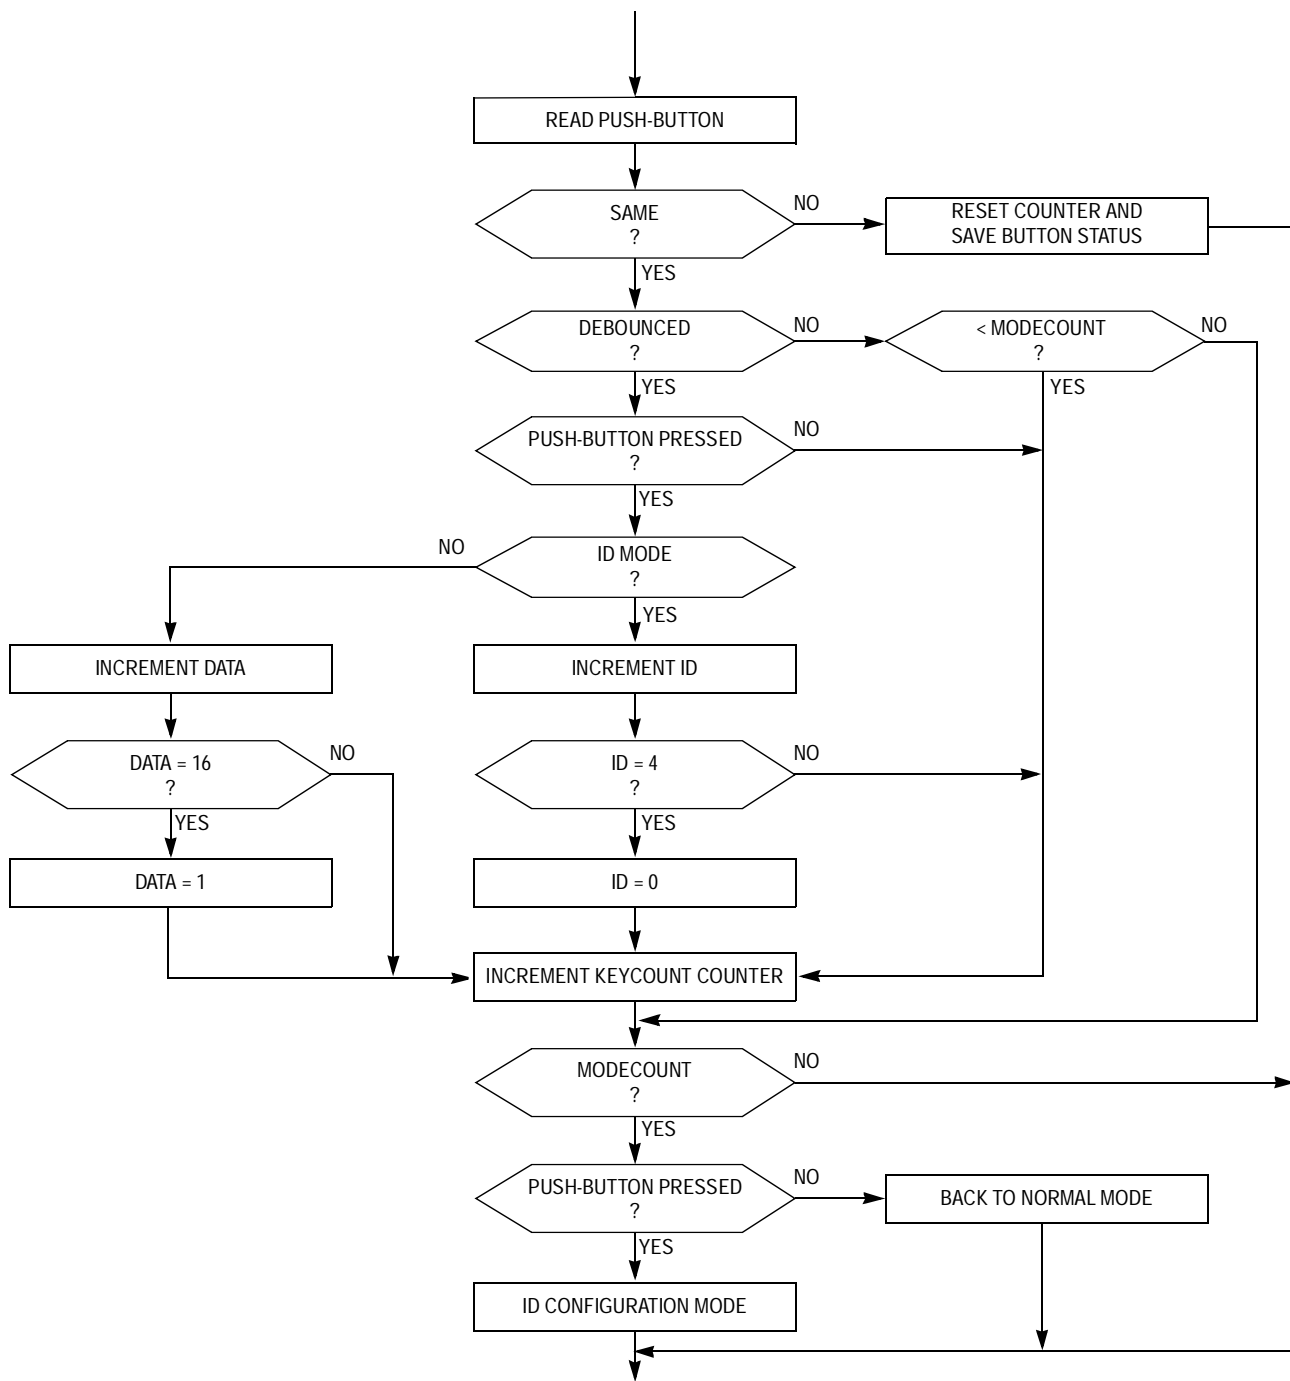 READ PUSH-BUTTON
SAME
?
NO
RESET COUNTER AND
SAVE BUTTON STATUS
YES
DEBOUNCED
?
NO
< MODECOUNT
?
NO
YES
YES
PUSH-BUTTON PRESSED
?
NO
YES
NO
ID MODE
?
YES
INCREMENT DATA
INCREMENT ID
DATA = 16
?
NO
ID = 4
?
NO
YES
YES
DATA = 1
ID = 0
INCREMENT KEYCOUNT COUNTER
MODECOUNT
?
NO
YES
PUSH-BUTTON PRESSED
?
NO
BACK TO NORMAL MODE
YES
ID CONFIGURATION MODE